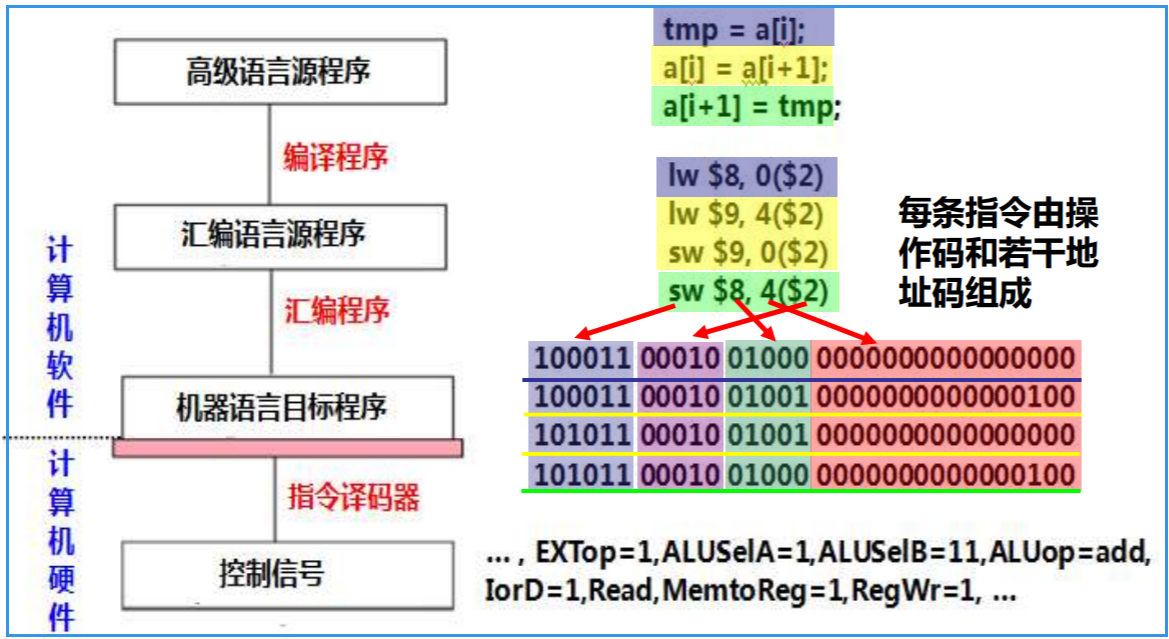 高级语言源程序
编译程序
汇编语言源程序
汇编程序
机器语言目标程序
指令译码器
控制信号
计算机软件
计算机硬件
tmp = a[i];
a[i] = a[i+1];
a[i+1] = tmp;
lw $8, 0($2)
lw $9, 4($2)
sw $9, 0($2)
sw $8, 4($2)
每条指令由操
作码和若干地
址码组成
100011 00010 01000 0000000000000000
100011 00010 01001 0000000000000100
101011 00010 01001 0000000000000000
101011 00010 01000 0000000000000100
... , EXTop=1,ALUSelA=1,ALUSelB=11,ALUop=add,
IorD=1,Read,MemtoReg=1,RegWr=1, ...